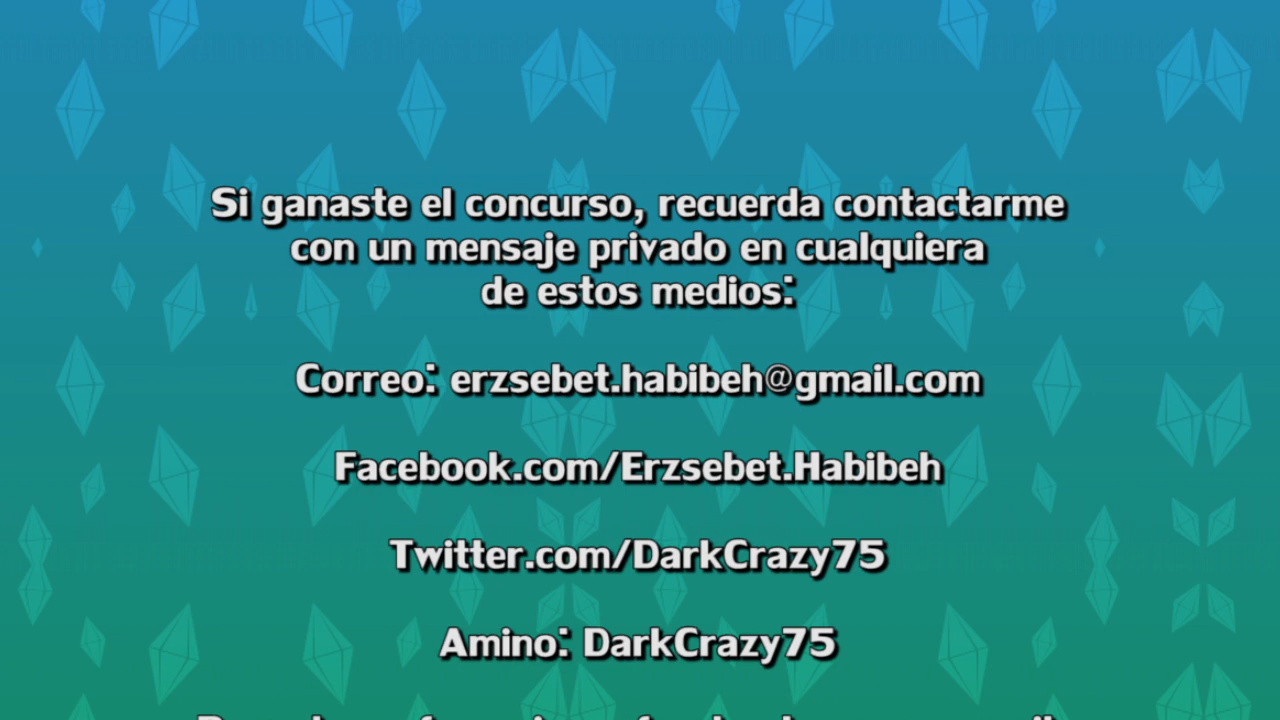 Si ganaste el concurso, recuerda contactarme
con un mensaje privado en cualquiera
de estos medios:
Correo: erzsebet.habibeh@gmail.com
Facebook.com/Erzsebet.Habibeh
Twitter.com/DarkCrazy75
Amino: DarkCrazy75